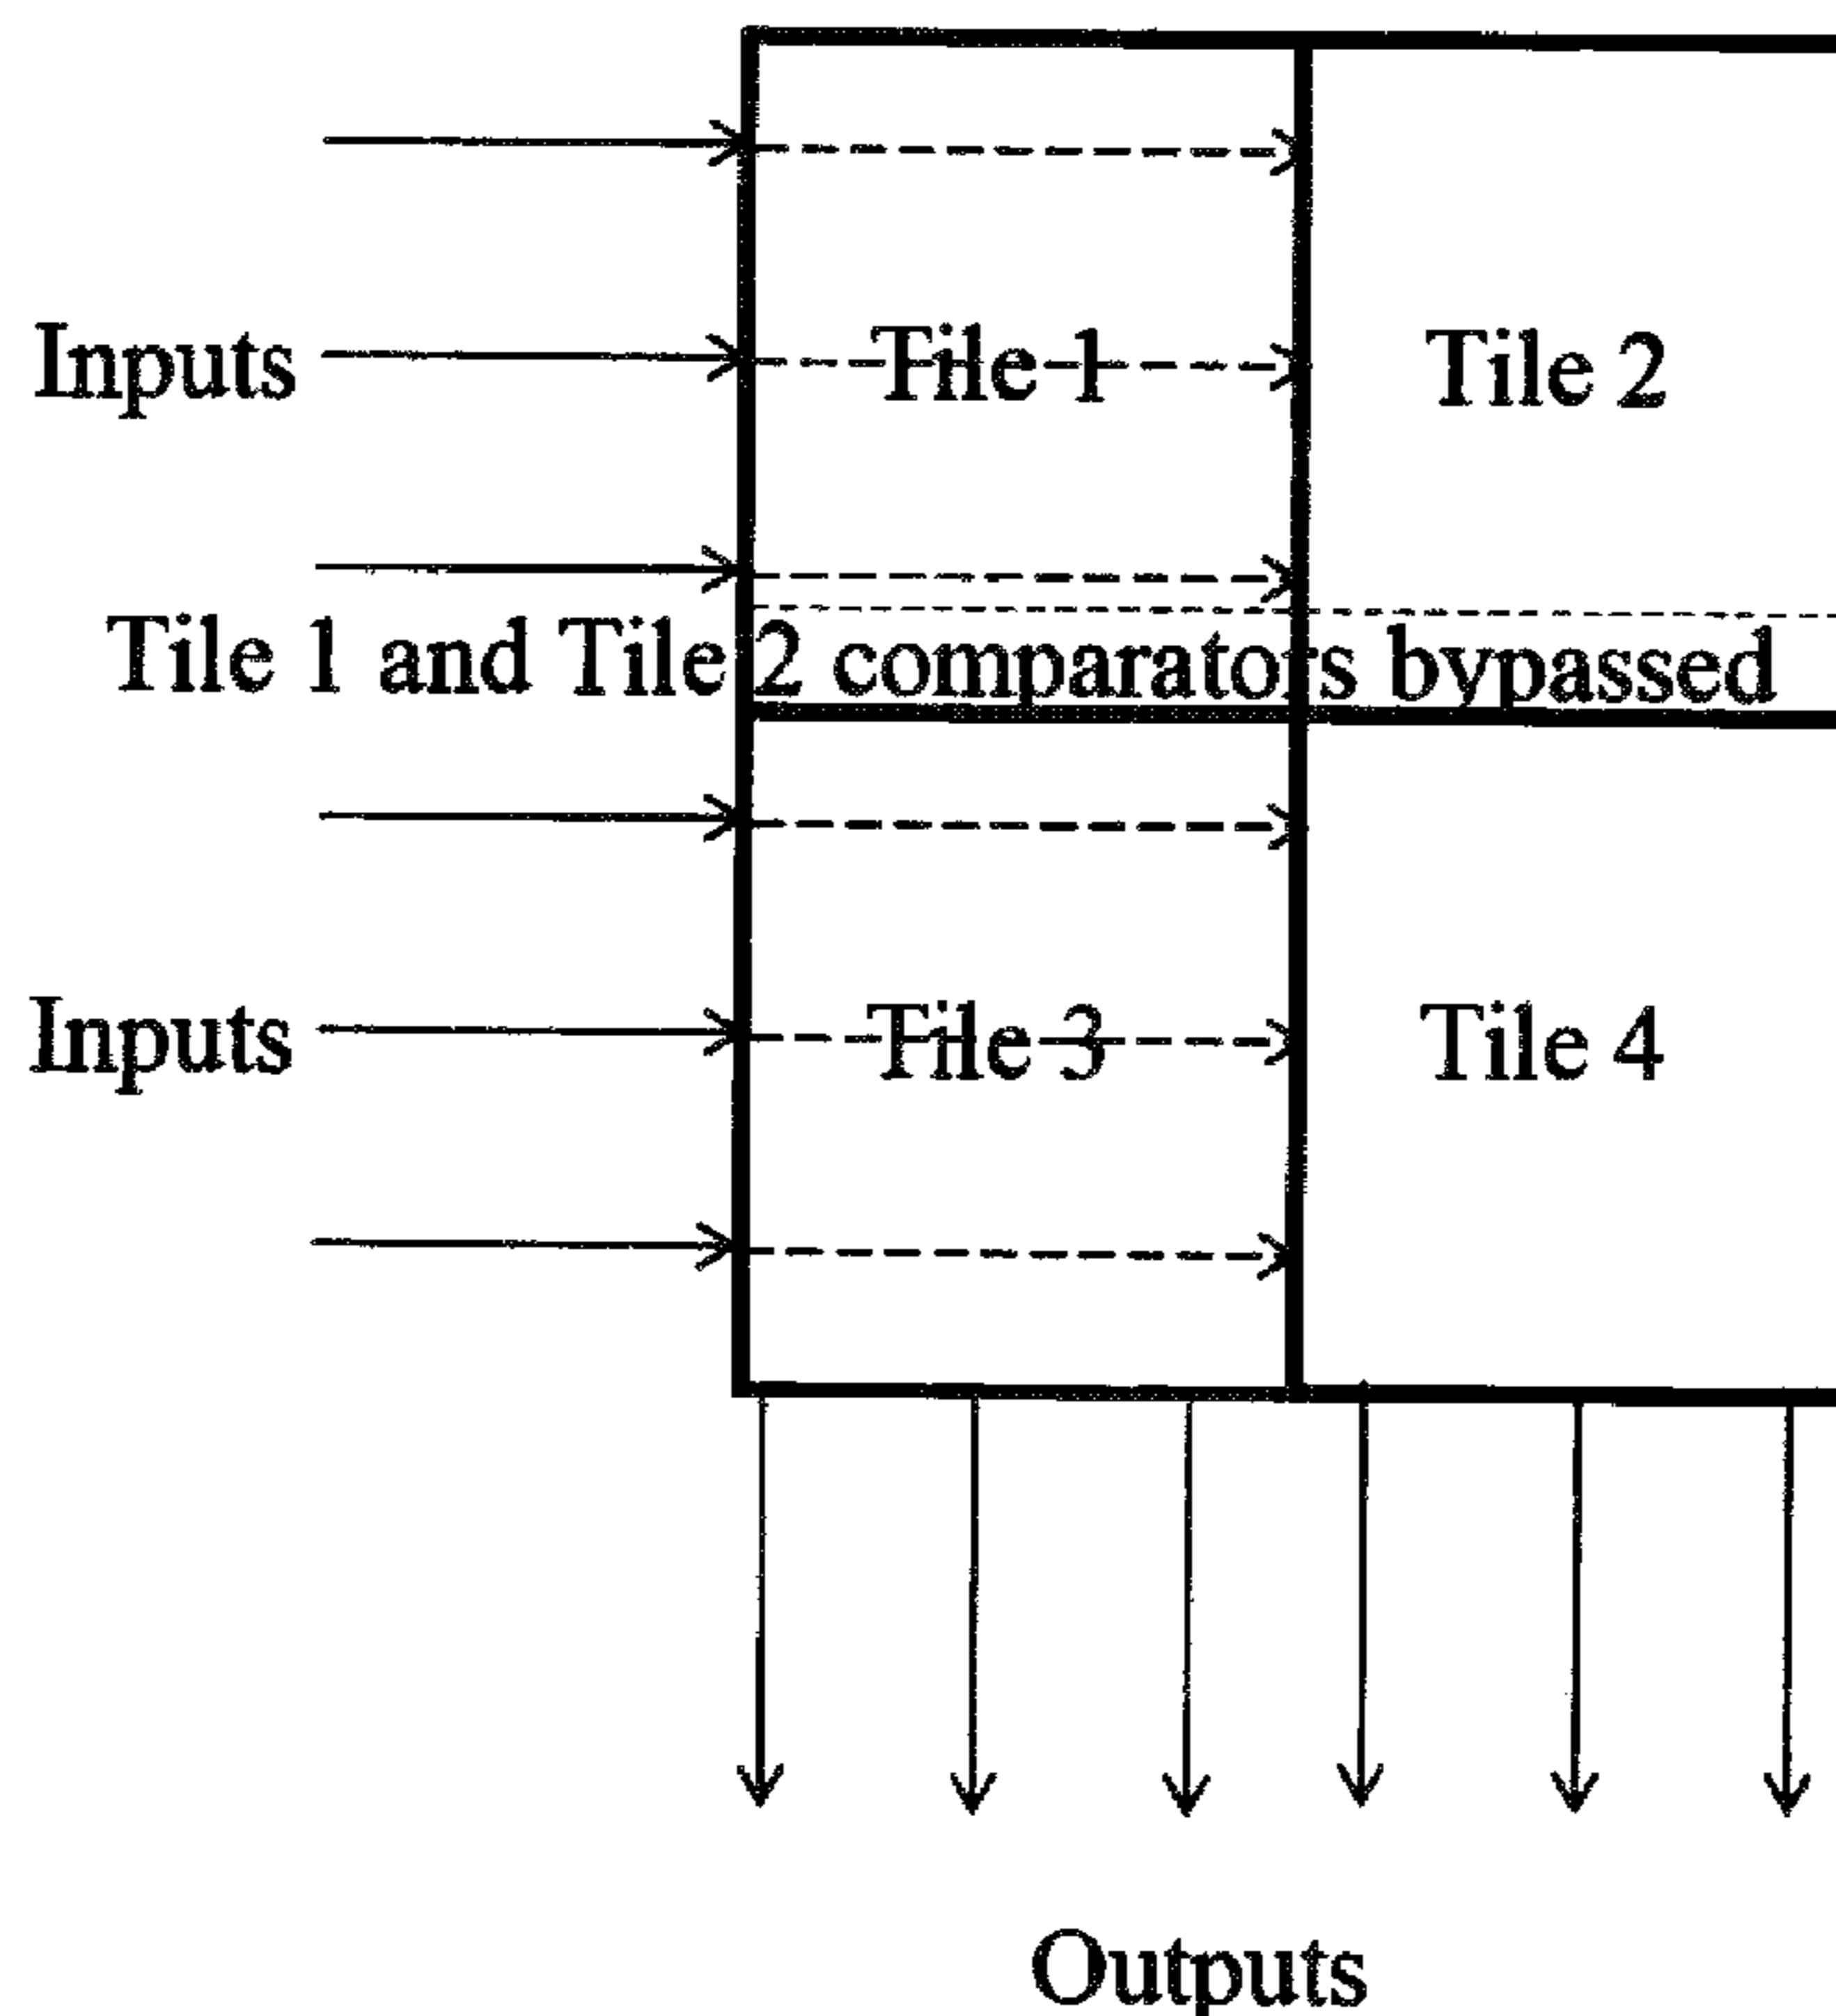 Inputs Tile 1 Tile 2
Tile 1 and Tile 2 comparators bypassed
Inputs Tile 3 Tile 4
Outputs